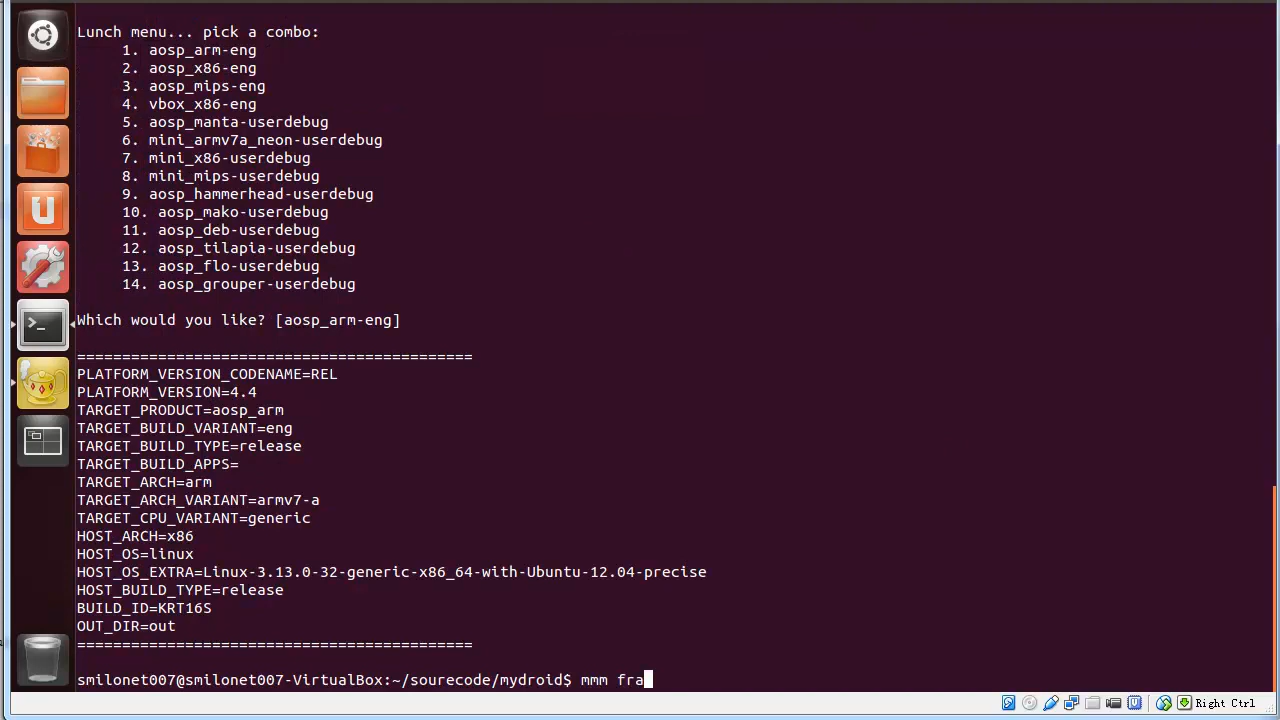 Lunch menu... pick a combo:
1. aosp_arm-eng
2. aosp_x86-eng
3. aosp_mips-eng
4. vbox_x86-eng
5. aosp_manta-userdebug
6. mini_armv7a_neon-userdebug
7. mini_x86-userdebug
8. mini_mips-userdebug
9. aosp_hammerhead-userdebug
10. aosp_mako-userdebug
11. aosp_deb-userdebug
12. aosp_tilapia-userdebug
13. aosp_flo-userdebug
14. aosp_grouper-userdebug
Which would you like? [aosp_arm-eng]
============================================
PLATFORM_VERSION_CODENAME=REL
PLATFORM_VERSION=4.4
TARGET_PRODUCT=aosp_arm
TARGET_BUILD_VARIANT=eng
TARGET_BUILD_TYPE=release
TARGET_BUILD_APPS=
TARGET_ARCH=arm
TARGET_ARCH_VARIANT=armv7-a
TARGET_CPU_VARIANT=generic
HOST_ARCH=x86
HOST_OS=linux
HOST_OS_EXTRA=Linux-3.13.0-32-generic-x86_64-with-Ubuntu-12.04-precise
HOST_BUILD_TYPE=release
BUILD_ID=KRT16S
OUT_DIR=out
============================================
smilonet007@smilonet007-VirtualBox:~/sourecode/mydroid$ mmm fra
Right Ctrl